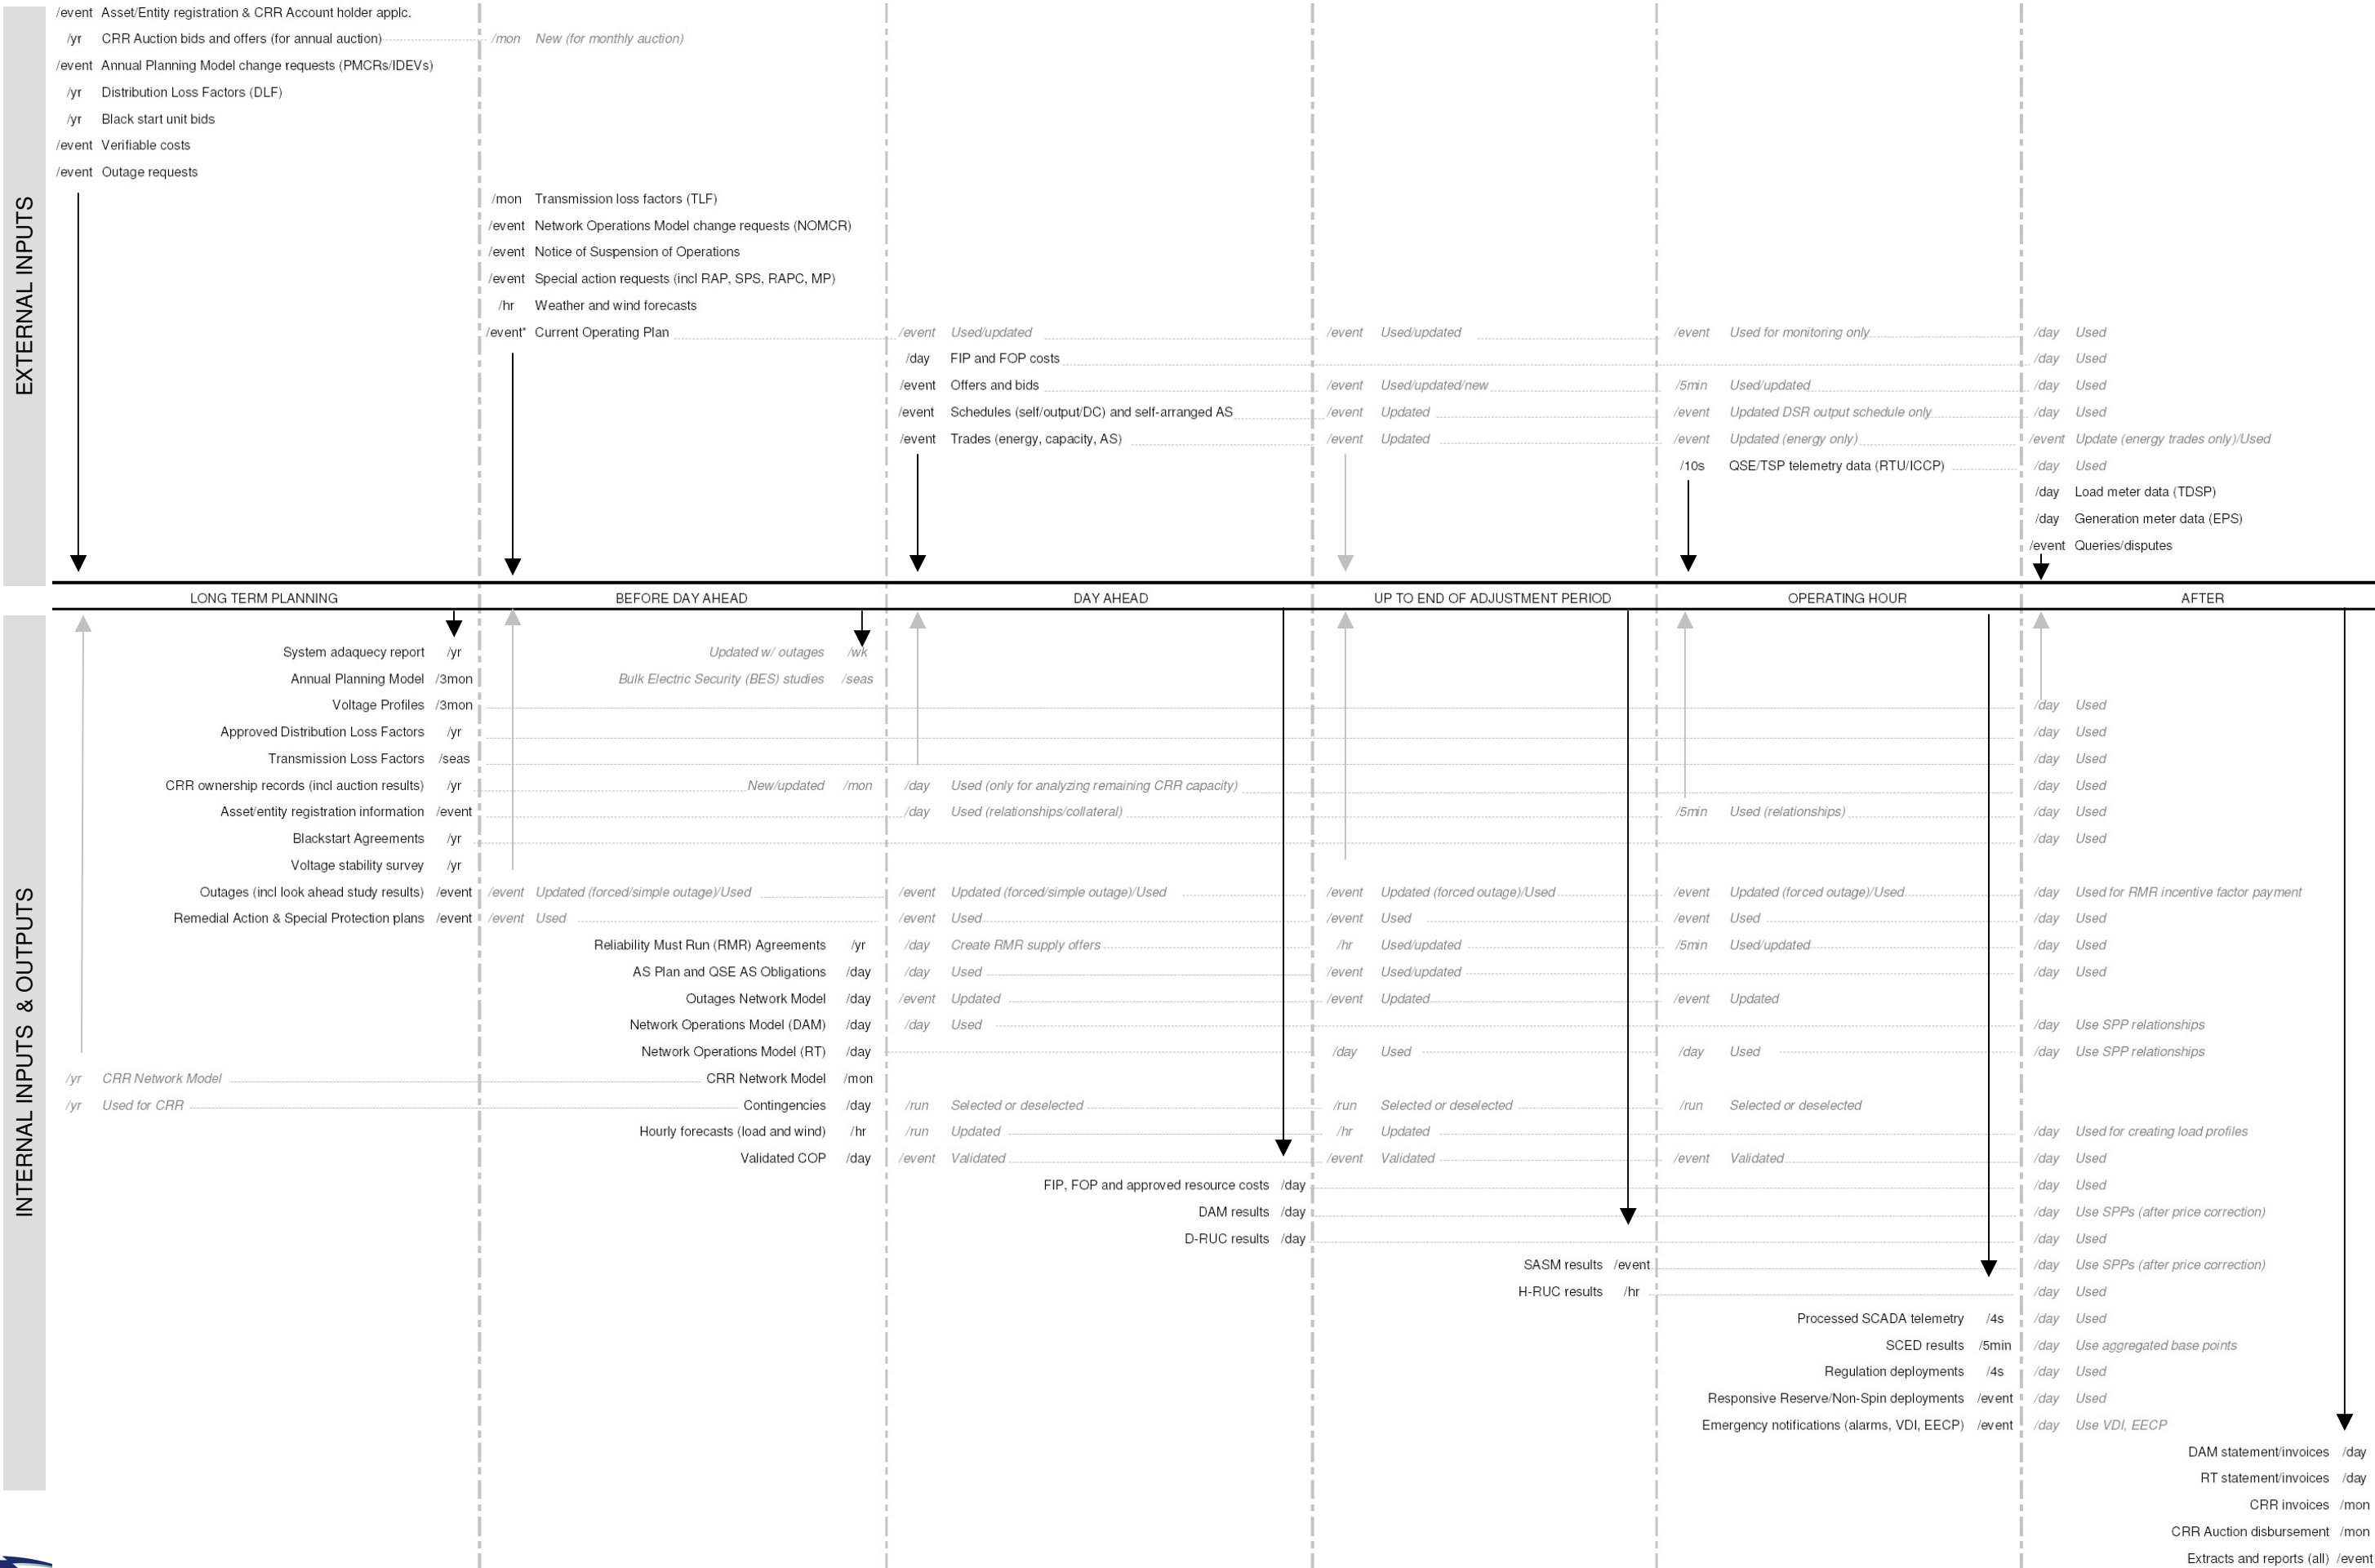 EXTERNAL INPUTS
/event Asset/Entity registration & CRR Account holder applc.
/yr CRR Auction bids and offers (for annual auction) /mon New (for monthly auction)
/event Annual Planning Model change requests (PMCRs/IDEVs)
/yr Distribution Loss Factors (DLF)
/yr Black start unit bids
/event Verifiable costs
/event Outage requests
/mon Transmission loss factors (TLF)
/event Network Operations Model change requests (NOMCR)
/event Notice of Suspension of Operations
/event Special action requests (incl RAP, SPS, RAPC, MP)
/hr Weather and wind forecasts
/event* Current Operating Plan /event Used/updated /event Used/updated /event Used for monitoring only /day Used
/day FIP and FOP costs /day Used
/event Offers and bids /event Used/updated/new /5min Used/updated /day Used
/event Schedules (self/output/DC) and self-arranged AS /event Updated /event Updated DSR output schedule only /day Used
/event Trades (energy, capacity, AS) /event Updated /event Updated (energy only) /event Update (energy trades only)/Used
/10s QSE/TSP telemetry data (RTU/ICCP) /day Used
/day Load meter data (TDSP)
/day Generation meter data (EPS)
/event Queries/disputes
LONG TERM PLANNING BEFORE DAY AHEAD DAY AHEAD UP TO END OF ADJUSTMENT PERIOD OPERATING HOUR AFTER
INTERNAL INPUTS & OUTPUTS
System adaquecy report /yr Updated w/ outages /wk
Annual Planning Model /3mon Bulk Electric Security (BES) studies /seas
Voltage Profiles /3mon /day Used
Approved Distribution Loss Factors /yr /day Used
Transmission Loss Factors /seas /day Used
CRR ownership records (incl auction results) /yr New/updated /mon /day Used (only for analyzing remaining CRR capacity) /day Used
Asset/entity registration information /event /day Used (relationships/collateral) /5min Used (relationships) /day Used
Blackstart Agreements /yr /day Used
Voltage stability survey /yr
Outages (incl look ahead study results) /event /event Updated (forced/simple outage)/Used /event Updated (forced/simple outage)/Used /event Updated (forced outage)/Used /event Updated (forced outage)/Used /day Used for RMR incentive factor payment
Remedial Action & Special Protection plans /event /event Used /event Used /event Used /event Used /day Used
Reliability Must Run (RMR) Agreements /yr /day Create RMR supply offers /hr Used/updated /5min Used/updated /day Used
AS Plan and QSE AS Obligations /day /day Used /event Used/updated /day Used
Outages Network Model /day /event Updated /event Updated /event Updated
Network Operations Model (DAM) /day /day Used /day Use SPP relationships
Network Operations Model (RT) /day /day Used /day Used /day Use SPP relationships
/yr CRR Network Model CRR Network Model /mon
/yr Used for CRR Contingencies /day /run Selected or deselected /run Selected or deselected /run Selected or deselected
Hourly forecasts (load and wind) /hr /run Updated /hr Updated /day Used for creating load profiles
Validated COP /day /event Validated /event Validated /event Validated /day Used
FIP, FOP and approved resource costs /day /day Used
DAM results /day /day Use SPPs (after price correction)
D-RUC results /day /day Used
SASM results /event /day Use SPPs (after price correction)
H-RUC results /hr /day Used
Processed SCADA telemetry /4s /day Used
SCED results /5min /day Use aggregated base points
Regulation deployments /4s /day Used
Responsive Reserve/Non-Spin deployments /event /day Used
Emergency notifications (alarms, VDI, EECP) /event /day Use VDI, EECP
DAM statement/invoices /day
RT statement/invoices /day
CRR invoices /mon
CRR Auction disbursement /mon
Extracts and reports (all) /event